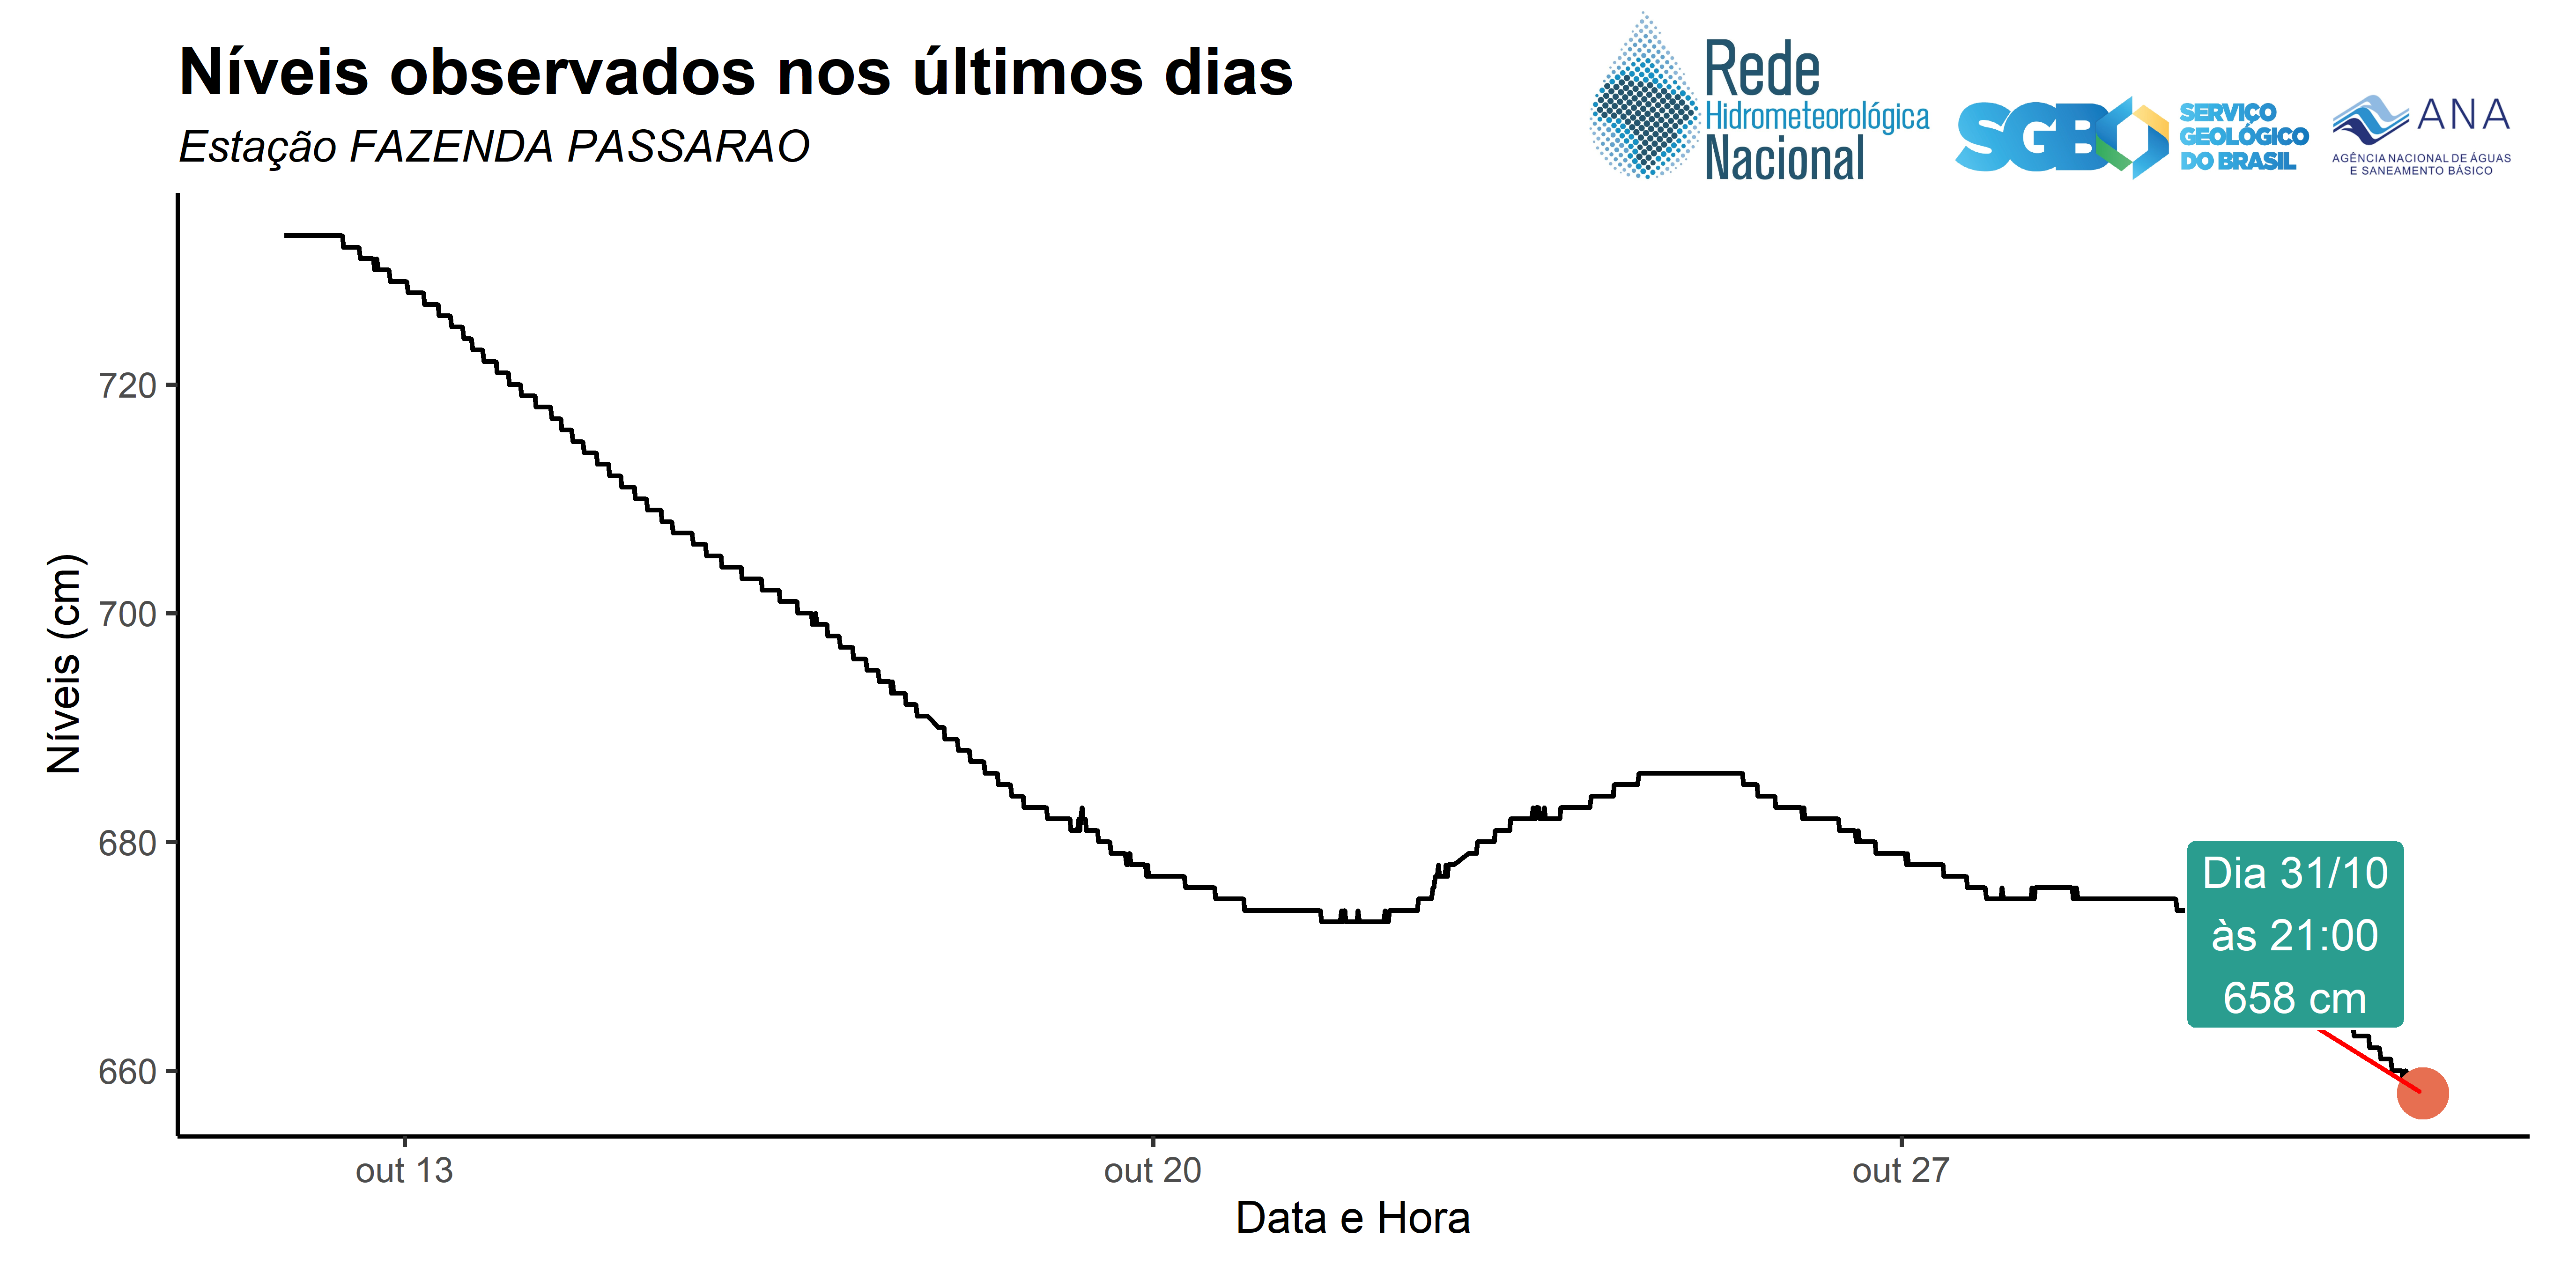 Níveis observados nos últimos dias
Estação FAZENDA PASSARAO
Rede
Hidrometeorológica
Nacional
SGB
SERVIÇO
GEOLÓGICO
DO BRASIL
ANA
AGÊNCIA NACIONAL DE ÁGUAS
E SANEAMENTO BÁSICO
Níveis (cm)
720
700
680
660
Dia 31/10
às 21:00
658 cm
out 13
out 20
out 27
Data e Hora